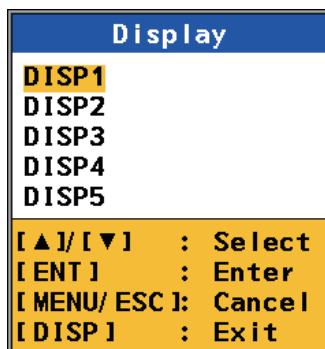 Display
DISP1
DISP2
DISP3
DISP4
DISP5
[▲]/[▼] : Select
[ENT] : Enter
[MENU/ESC]: Cancel
[DISP] : Exit